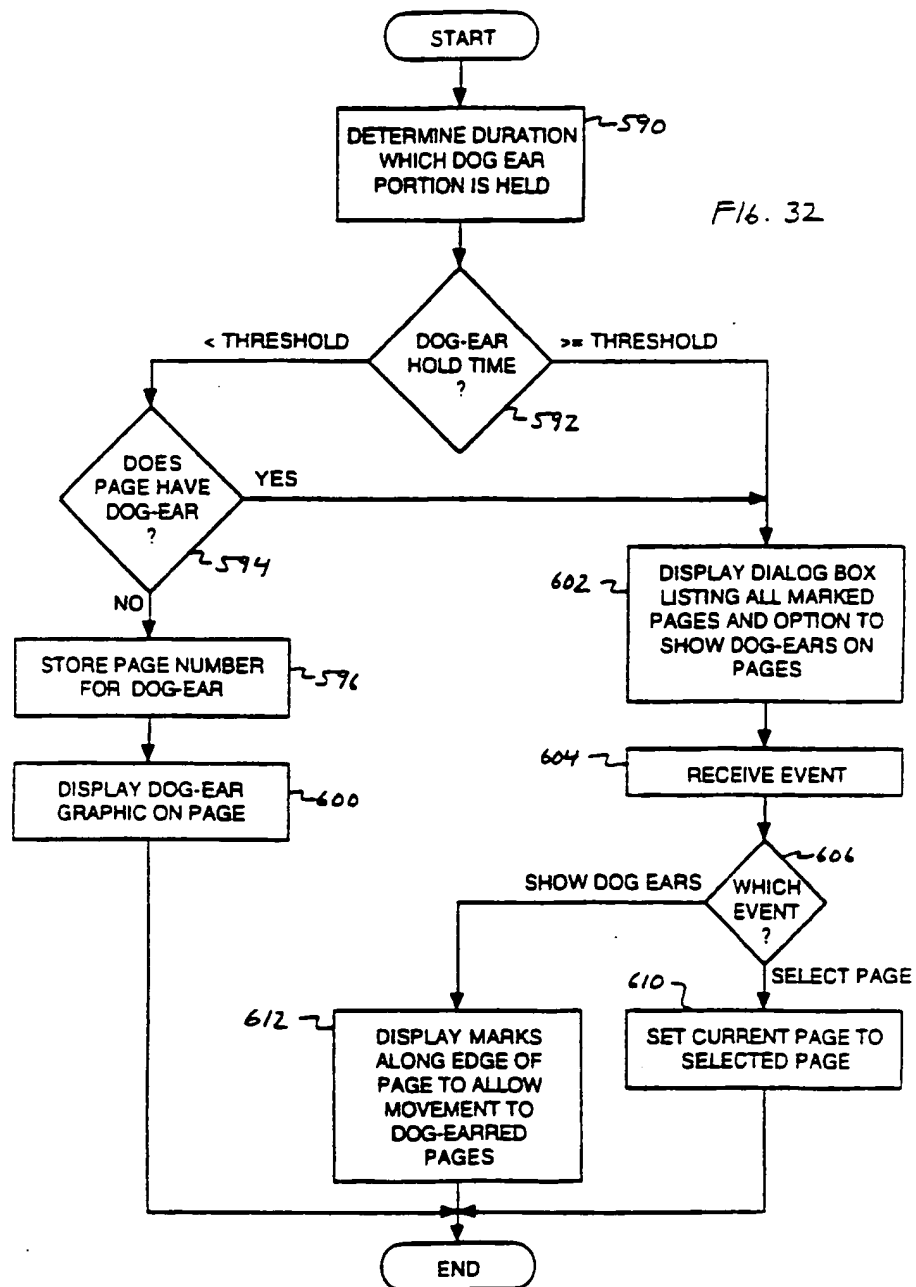 START
DETERMINE DURATION
WHICH DOG EAR
PORTION IS HELD
590
FIG. 32
DOG-EAR
HOLD TIME
?
< THRESHOLD
>= THRESHOLD
592
DOES
PAGE HAVE
DOG-EAR
?
YES
594
NO
STORE PAGE NUMBER
FOR DOG-EAR
596
DISPLAY DOG-EAR
GRAPHIC ON PAGE
600
602
DISPLAY DIALOG BOX
LISTING ALL MARKED
PAGES AND OPTION TO
SHOW DOG-EARS ON
PAGES
604
RECEIVE EVENT
606
SHOW DOG EARS
WHICH
EVENT
?
SELECT PAGE
610
SET CURRENT PAGE TO
SELECTED PAGE
612
DISPLAY MARKS
ALONG EDGE OF
PAGE TO ALLOW
MOVEMENT TO
DOG-EARRED
PAGES
END